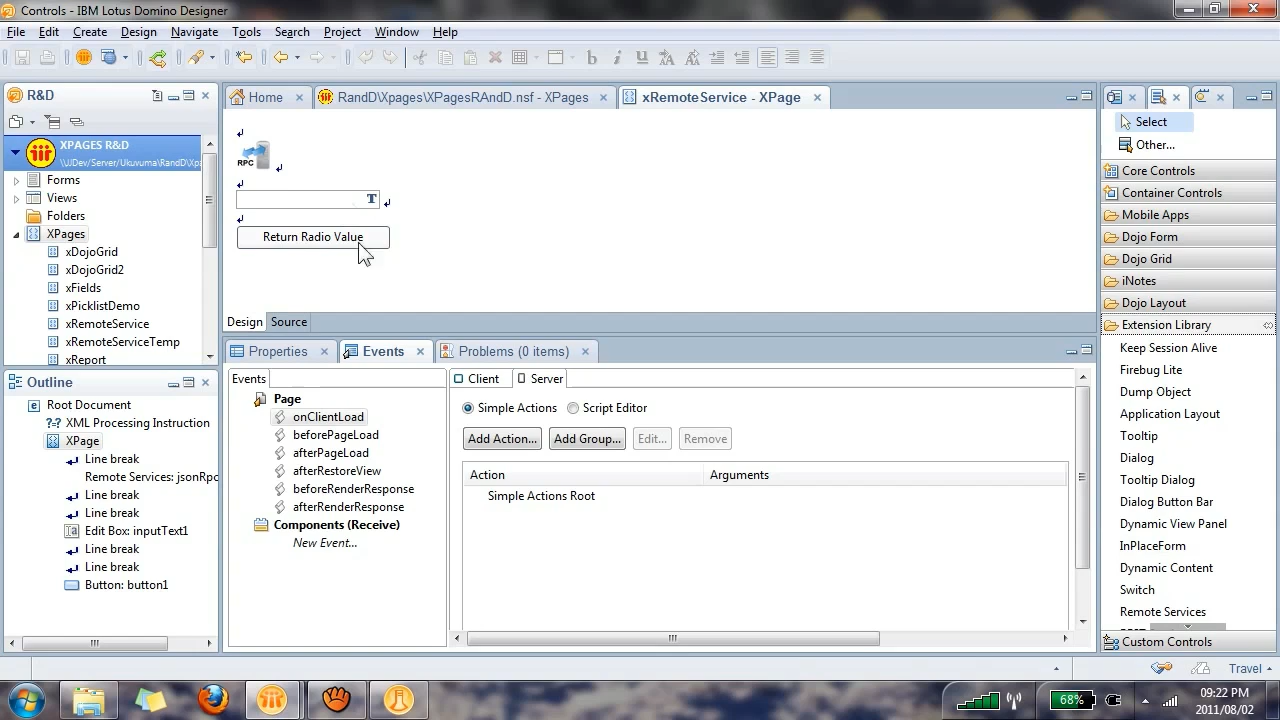 Controls - IBM Lotus Domino Designer
File Edit Create Design Navigate Tools Search Project Window Help
R&D
XPAGES R&D
\\JDev/Server/Ukuvuma\RandD\Xpa
Forms
Views
Folders
XPages
xDojoGrid
xDojoGrid2
xFields
xPicklistDemo
xRemoteService
xRemoteServiceTemp
xReport
Outline
Root Document
XML Processing Instruction
XPage
Line break
Remote Services: jsonRpc
Line break
Line break
Edit Box: inputText1
Line break
Line break
Button: button1
Home
RandD\Xpages\XPagesRAndD.nsf - XPages
xRemoteService - XPage
RPC
T
Return Radio Value
Design Source
Properties Events Problems (0 items)
Events
Page
onClientLoad
beforePageLoad
afterPageLoad
afterRestoreView
beforeRenderResponse
afterRenderResponse
Components (Receive)
New Event...
Client Server
Simple Actions Script Editor
Add Action... Add Group... Edit... Remove
Action Arguments
Simple Actions Root
Select
Other...
Core Controls
Container Controls
Mobile Apps
Dojo Form
Dojo Grid
iNotes
Dojo Layout
Extension Library
Keep Session Alive
Firebug Lite
Dump Object
Application Layout
Tooltip
Dialog
Tooltip Dialog
Dialog Button Bar
Dynamic View Panel
InPlaceForm
Dynamic Content
Switch
Remote Services
Custom Controls
Travel
68%
09:22 PM
2011/08/02